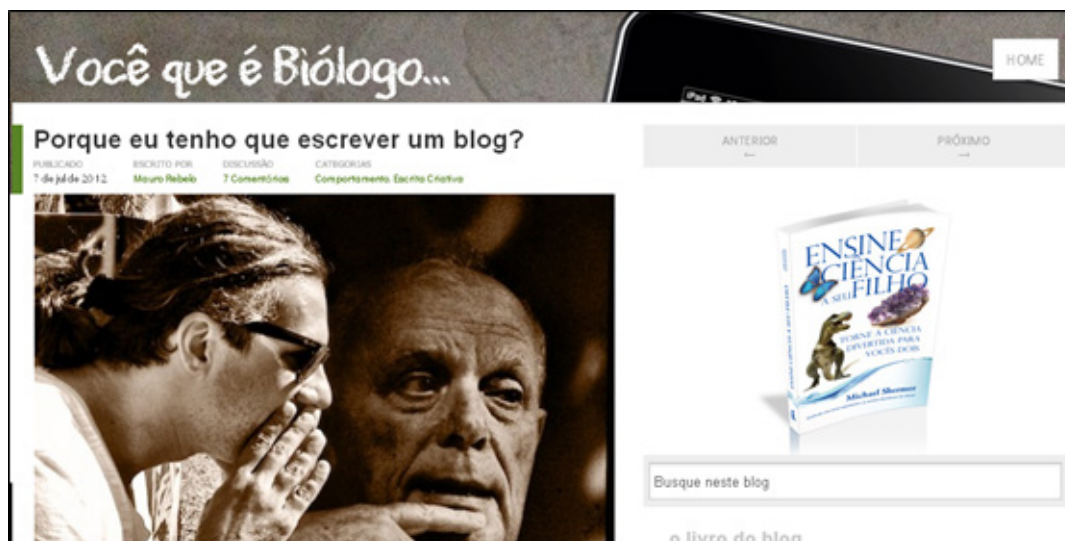 Você que é Biólogo...
HOME
Porque eu tenho que escrever um blog?
PUBLICADO ESCRITO POR DISCUSSÃO CATEGORIAS
7 de jul de 2012 Mauro Rebelo 7 Comentários Comportamento, Escrita Criativa
ANTERIOR
←
PRÓXIMO
→
ENSINE
CIÊNCIA
A SEU FILHO
TORNE A CIÊNCIA
DIVERTIDA PARA
VOCÊS DOIS
Michael Shermer
Busque neste blog
o livro do blog